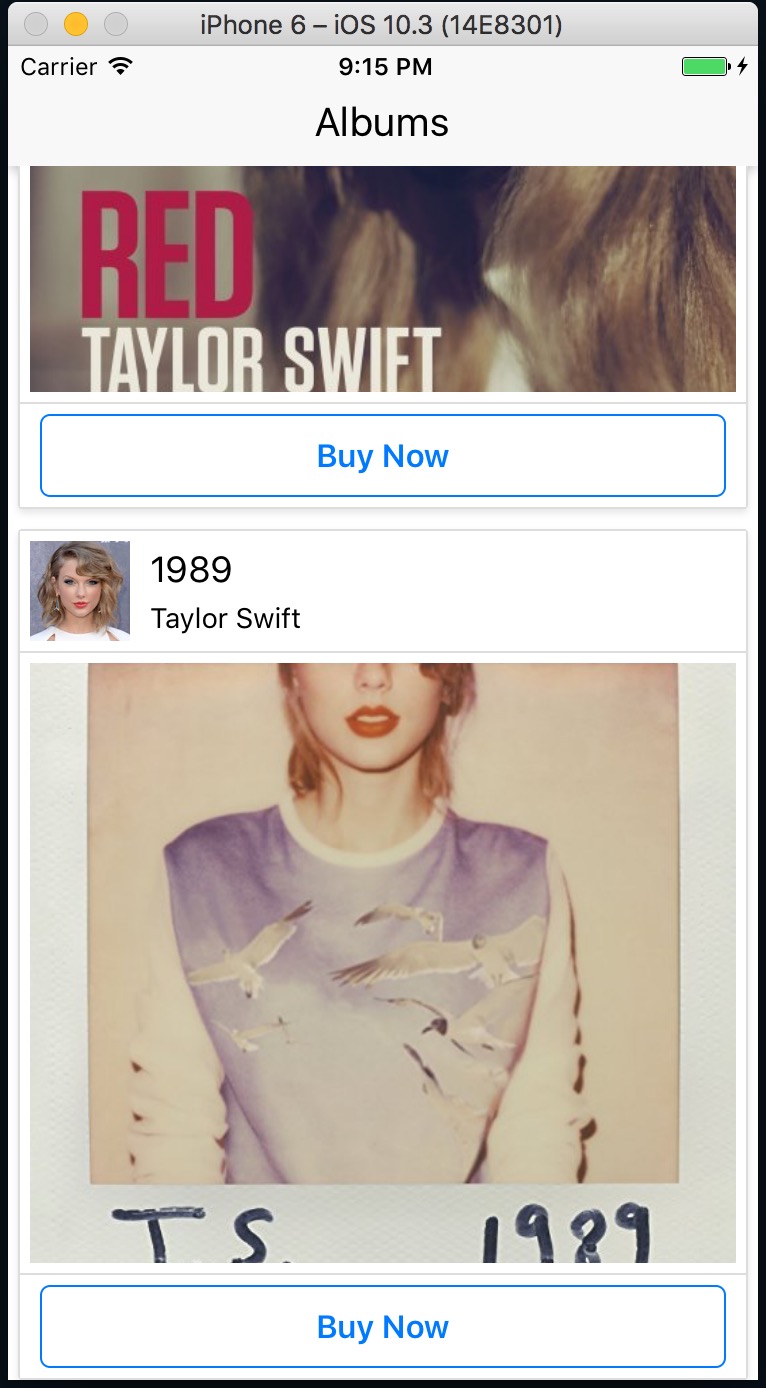 iPhone 6 – iOS 10.3 (14E8301)
Carrier 9:15 PM
Albums
RED
TAYLOR SWIFT
Buy Now
1989
Taylor Swift
T.S. 1989
Buy Now